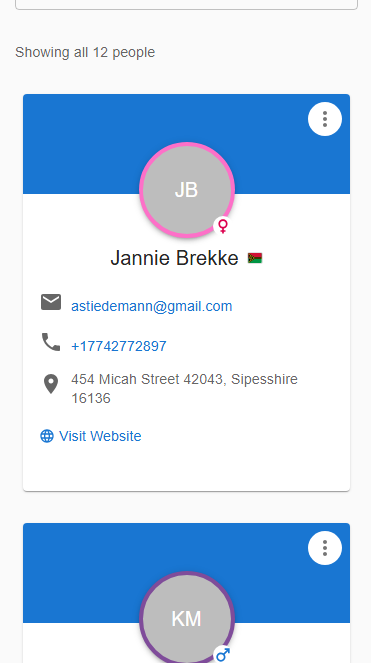 Showing all 12 people
JB
Jannie Brekke
astiedemann@gmail.com
+17742772897
454 Micah Street 42043, Sipesshire
16136
Visit Website
KM